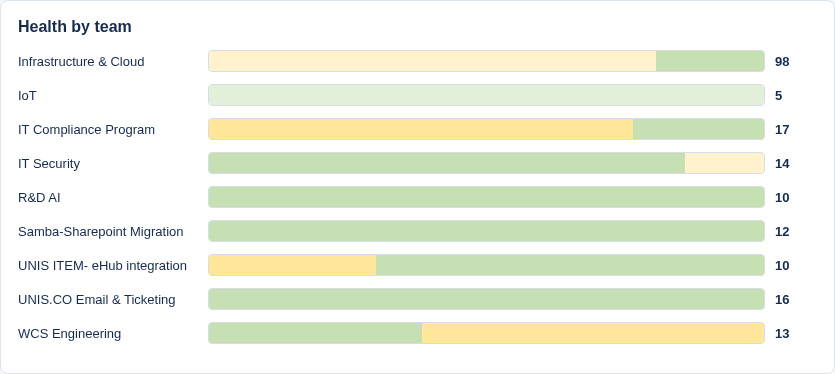 Health by team
Infrastructure & Cloud 98
IoT 5
IT Compliance Program 17
IT Security 14
R&D AI 10
Samba-Sharepoint Migration 12
UNIS ITEM- eHub integration 10
UNIS.CO Email & Ticketing 16
WCS Engineering 13